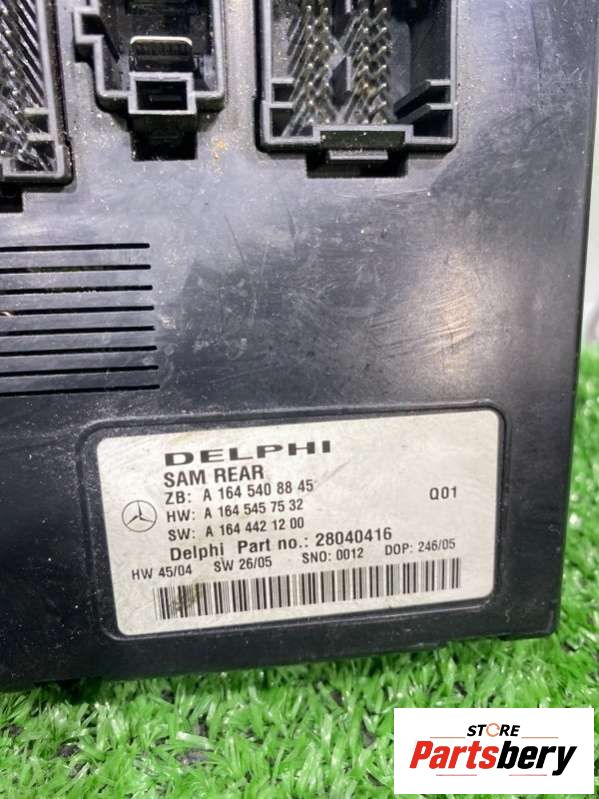 DELPHI
SAM REAR
ZB: A 164 540 88 45 Q01
HW: A 164 545 75 32
SW: A 164 442 12 00
Delphi Part no.: 28040416
HW 45/04 SW 26/05 SNO: 0012 DOP: 246/05
STORE
Partsbery